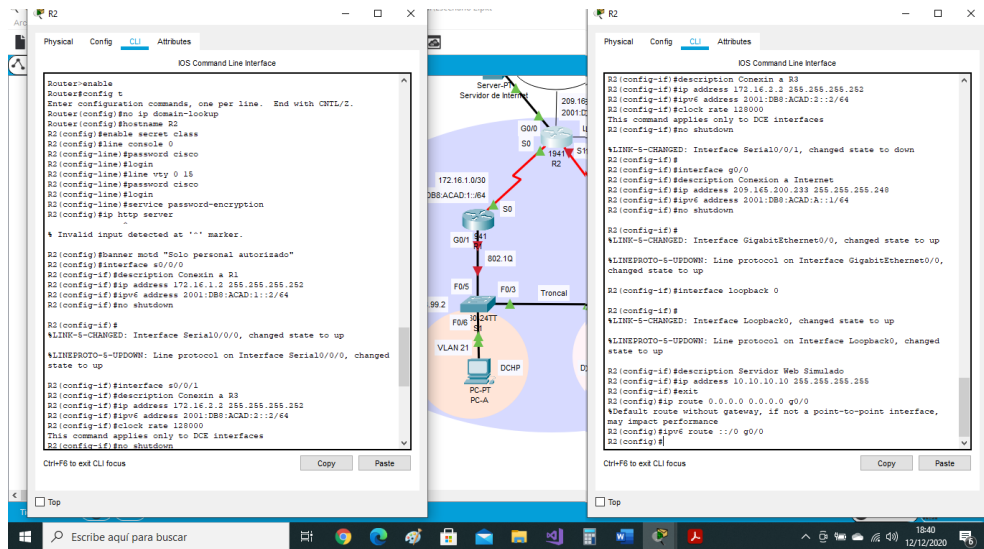 R2
Physical Config CLI Attributes
IOS Command Line Interface
Router>enable
Router#config t
Enter configuration commands, one per line. End with CNTL/Z.
Router(config)#no ip domain-lookup
Router(config)#hostname R2
R2(config)#enable secret class
R2(config)#line console 0
R2(config-line)#password cisco
R2(config-line)#login
R2(config-line)#line vty 0 15
R2(config-line)#password cisco
R2(config-line)#login
R2(config-line)#service password-encryption
R2(config)#ip http server
^
% Invalid input detected at '^' marker.
R2(config)#banner motd "Solo personal autorizado"
R2(config)#interface s0/0/0
R2(config-if)#description Conexin a R1
R2(config-if)#ip address 172.16.1.2 255.255.255.252
R2(config-if)#ipv6 address 2001:DB8:ACAD:1::2/64
R2(config-if)#no shutdown
R2(config-if)#
%LINK-5-CHANGED: Interface Serial0/0/0, changed state to up
%LINEPROTO-5-UPDOWN: Line protocol on Interface Serial0/0/0, changed
state to up
R2(config-if)#interface s0/0/1
R2(config-if)#description Conexin a R3
R2(config-if)#ip address 172.16.2.2 255.255.255.252
R2(config-if)#ipv6 address 2001:DB8:ACAD:2::2/64
R2(config-if)#clock rate 128000
This command applies only to DCE interfaces
R2(config-if)#no shutdown
Ctrl+F6 to exit CLI focus
Copy Paste
Top
Server-PT
Servidor de Internet
209.16
2001:D
G0/0
S0
1941
R2
S1
172.16.1.0/30
DB8:ACAD:1::/64
S0
G0/1
802.1Q
F0/5
F0/3
Troncal
.99.2
F0/6
24TT
S1
VLAN 21
DCHP
PC-PT
PC-A
R2
Physical Config CLI Attributes
IOS Command Line Interface
R2(config-if)#description Conexin a R3
R2(config-if)#ip address 172.16.2.2 255.255.255.252
R2(config-if)#ipv6 address 2001:DB8:ACAD:2::2/64
R2(config-if)#clock rate 128000
This command applies only to DCE interfaces
R2(config-if)#no shutdown
%LINK-5-CHANGED: Interface Serial0/0/1, changed state to down
R2(config-if)#
R2(config-if)#interface g0/0
R2(config-if)#description Conexion a Internet
R2(config-if)#ip address 209.165.200.233 255.255.255.248
R2(config-if)#ipv6 address 2001:DB8:ACAD:A::1/64
R2(config-if)#no shutdown
R2(config-if)#
%LINK-5-CHANGED: Interface GigabitEthernet0/0, changed state to up
%LINEPROTO-5-UPDOWN: Line protocol on Interface GigabitEthernet0/0,
changed state to up
R2(config-if)#interface loopback 0
R2(config-if)#
%LINK-5-CHANGED: Interface Loopback0, changed state to up
%LINEPROTO-5-UPDOWN: Line protocol on Interface Loopback0, changed
state to up
R2(config-if)#description Servidor Web Simulado
R2(config-if)#ip address 10.10.10.10 255.255.255.255
R2(config-if)#exit
R2(config)#ip route 0.0.0.0 0.0.0.0 g0/0
%Default route without gateway, if not a point-to-point interface,
may impact performance
R2(config)#ipv6 route ::/0 g0/0
R2(config)#
Ctrl+F6 to exit CLI focus
Copy Paste
Top
Escribe aquí para buscar
18:40
12/12/2020